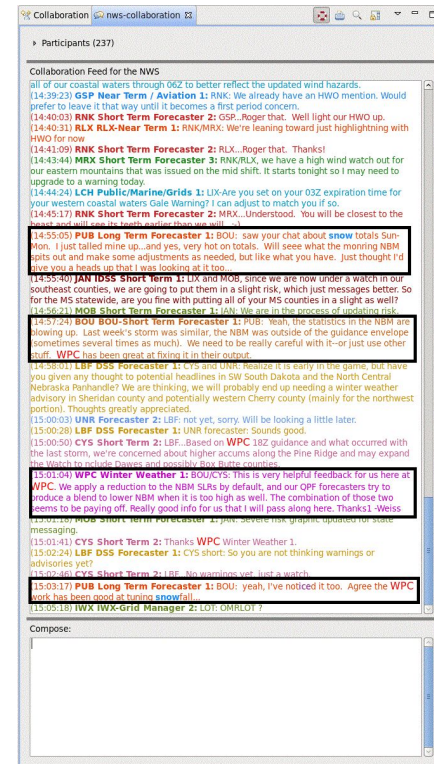 Collaboration nws-collaboration
Participants (237)
Collaboration Feed for the NWS
all of our coastal waters through 06Z to better reflect the updated wind hazards.
(14:39:23) GSP Near Term / Aviation 1: RNK: We already have an HWO mention. Would
prefer to leave it that way until it becomes a first period concern.
(14:40:03) RNK Short Term Forecaster 2: GSP...Roger that. Well light our HWO up.
(14:40:31) RLX RLX-Near Term 1: RNK/MRX: We're leaning toward just highlightning with
HWO for now
(14:41:09) RNK Short Term Forecaster 2: RLX...Roger that. Thanks!
(14:43:44) MRX Short Term Forecaster 3: RNK/RLX, we have a high wind watch out for
our eastern mountains that was issued on the mid shift. It starts tonight so I may need to
upgrade to a warning today.
(14:44:24) LCH Public/Marine/Grids 1: LIX-Are you set on your 03Z expiration time for
your western coastal waters Gale Warning? I can adjust to match you if so.
(14:45:17) RNK Short Term Forecaster 2: MRX...Understood. You will be closest to the
beast and will see its teeth earlier than we will. :-)
(14:55:05) PUB Long Term Forecaster 1: BOU: saw your chat about snow totals Sun-
Mon. I just talked mine up...and yes, very hot on totals. Will seee what the monring NBM
spits out and make some adjustments as needed, but like what you have. Just thought I'd
give you a heads up that I was looking at it too...
(14:55:40) JAN IDSS Short Term 1: LIX and MOB, since we are now under a watch in our
southeast counties, we are going to put them in a slight risk, which just messages better. So
for the MS statewide, are you fine with putting all of your MS counties in a slight as well?
(14:56:21) MOB Short Term Forecaster 1: JAN: We are in the process of updating risk.
(14:57:24) BOU BOU-Short Term Forecaster 1: PUB: Yeah, the statistics in the NBM are
blowing up. Last week's storm was similar, the NBM was outside of the guidance envelope
(sometimes several times as much). We need to be really careful with it--or just use other
stuff. WPC has been great at fixing it in their output.
(14:58:01) LBF DSS Forecaster 1: CYS and UNR: Realize it is early in the game, but have
you given any thought to potential headlines in SW South Dakota and the North Central
Nebraska Panhandle? We are thinking, we will probably end up needing a winter weather
advisory in Sheridan county and potentially western Cherry county (mainly for the northwest
portion). Thoughts greatly appreciated.
(15:00:03) UNR Forecaster 2: LBF: not yet, sorry. Will be looking a little later.
(15:00:28) LBF DSS Forecaster 1: UNR forecaster: Sounds good.
(15:00:50) CYS Short Term 2: LBF...Based on WPC 18Z guidance and what occurred with
the last storm, we're concerned about higher accums along the Pine Ridge and may expand
the Watch to nclude Dawes and possibly Box Butte counties.
(15:01:04) WPC Winter Weather 1: BOU/CYS: This is very helpful feedback for us here at
WPC. We apply a reduction to the NBM SLRs by default, and our QPF forecasters try to
produce a blend to lower NBM when it is too high as well. The combination of those two
seems to be paying off. Really good info for us that I will pass along here. Thanks1 -Weiss
(15:01:18) MOB Short Term Forecaster 1: JAN: Severe risk graphic updated for state
messaging.
(15:01:41) CYS Short Term 2: Thanks WPC Winter Weather 1.
(15:02:24) LBF DSS Forecaster 1: CYS short: So you are not thinking warnings or
advisories yet?
(15:02:46) CYS Short Term 2: LBF...No warnings yet, just a watch.
(15:03:17) PUB Long Term Forecaster 1: BOU: yeah, I've noticed it too. Agree the WPC
work has been good at tuning snowfall...
(15:05:18) IWX IWX-Grid Manager 2: LOT: OMRLOT ?
Compose: